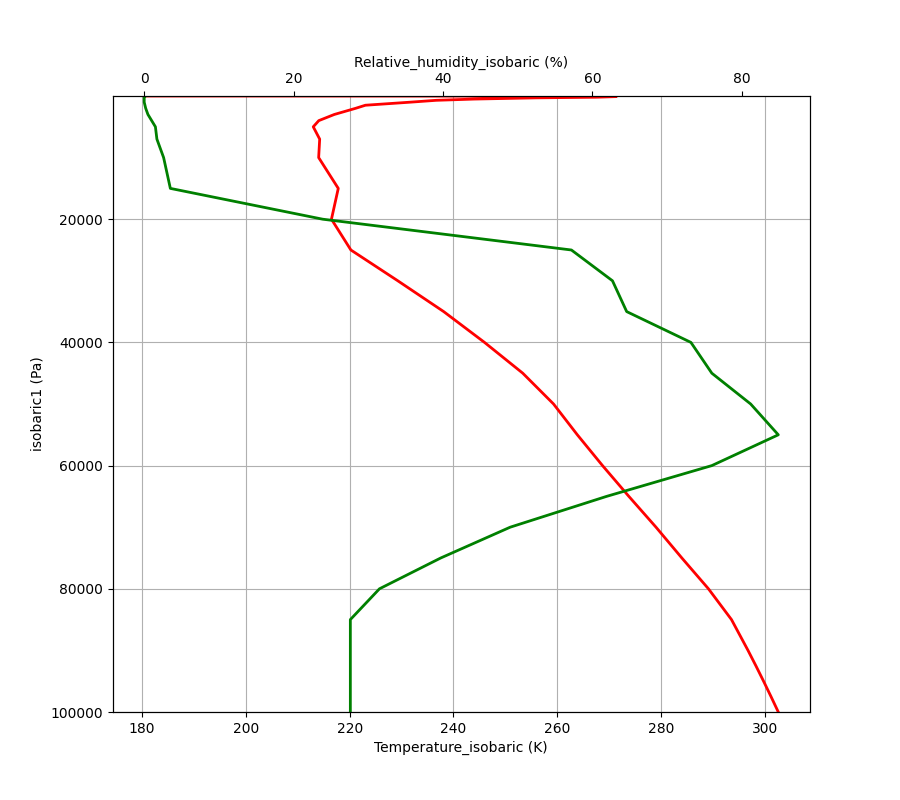 Relative_humidity_isobaric (%)
0 20 40 60 80
isobaric1 (Pa)
20000
40000
60000
80000
100000
180 200 220 240 260 280 300
Temperature_isobaric (K)